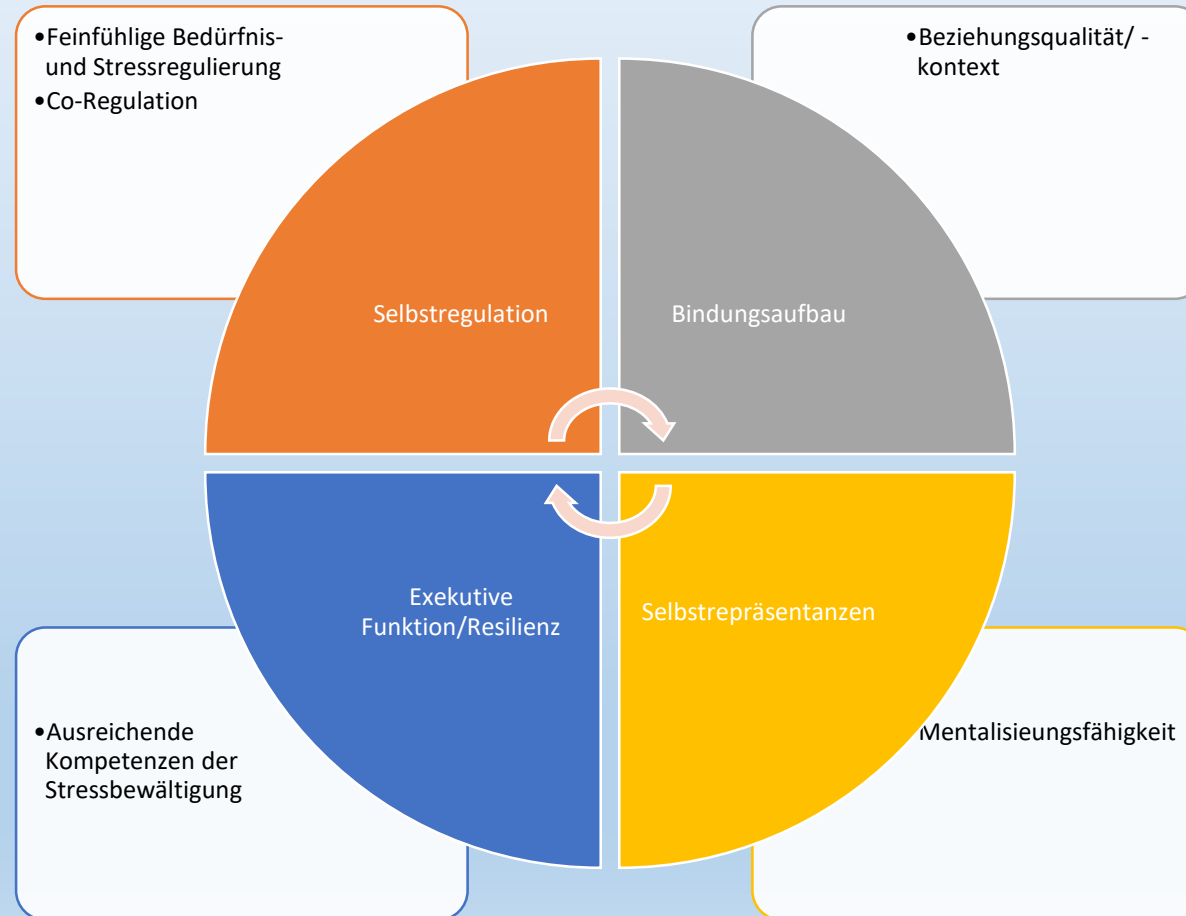 •Feinfühlige Bedürfnis-
und Stressregulierung
•Co-Regulation
•Beziehungsqualität/ -
kontext
Selbstregulation
Bindungsaufbau
Exekutive
Funktion/Resilienz
Selbstrepräsentanzen
•Ausreichende
Kompetenzen der
Stressbewältigung
Mentalisieungsfähigkeit